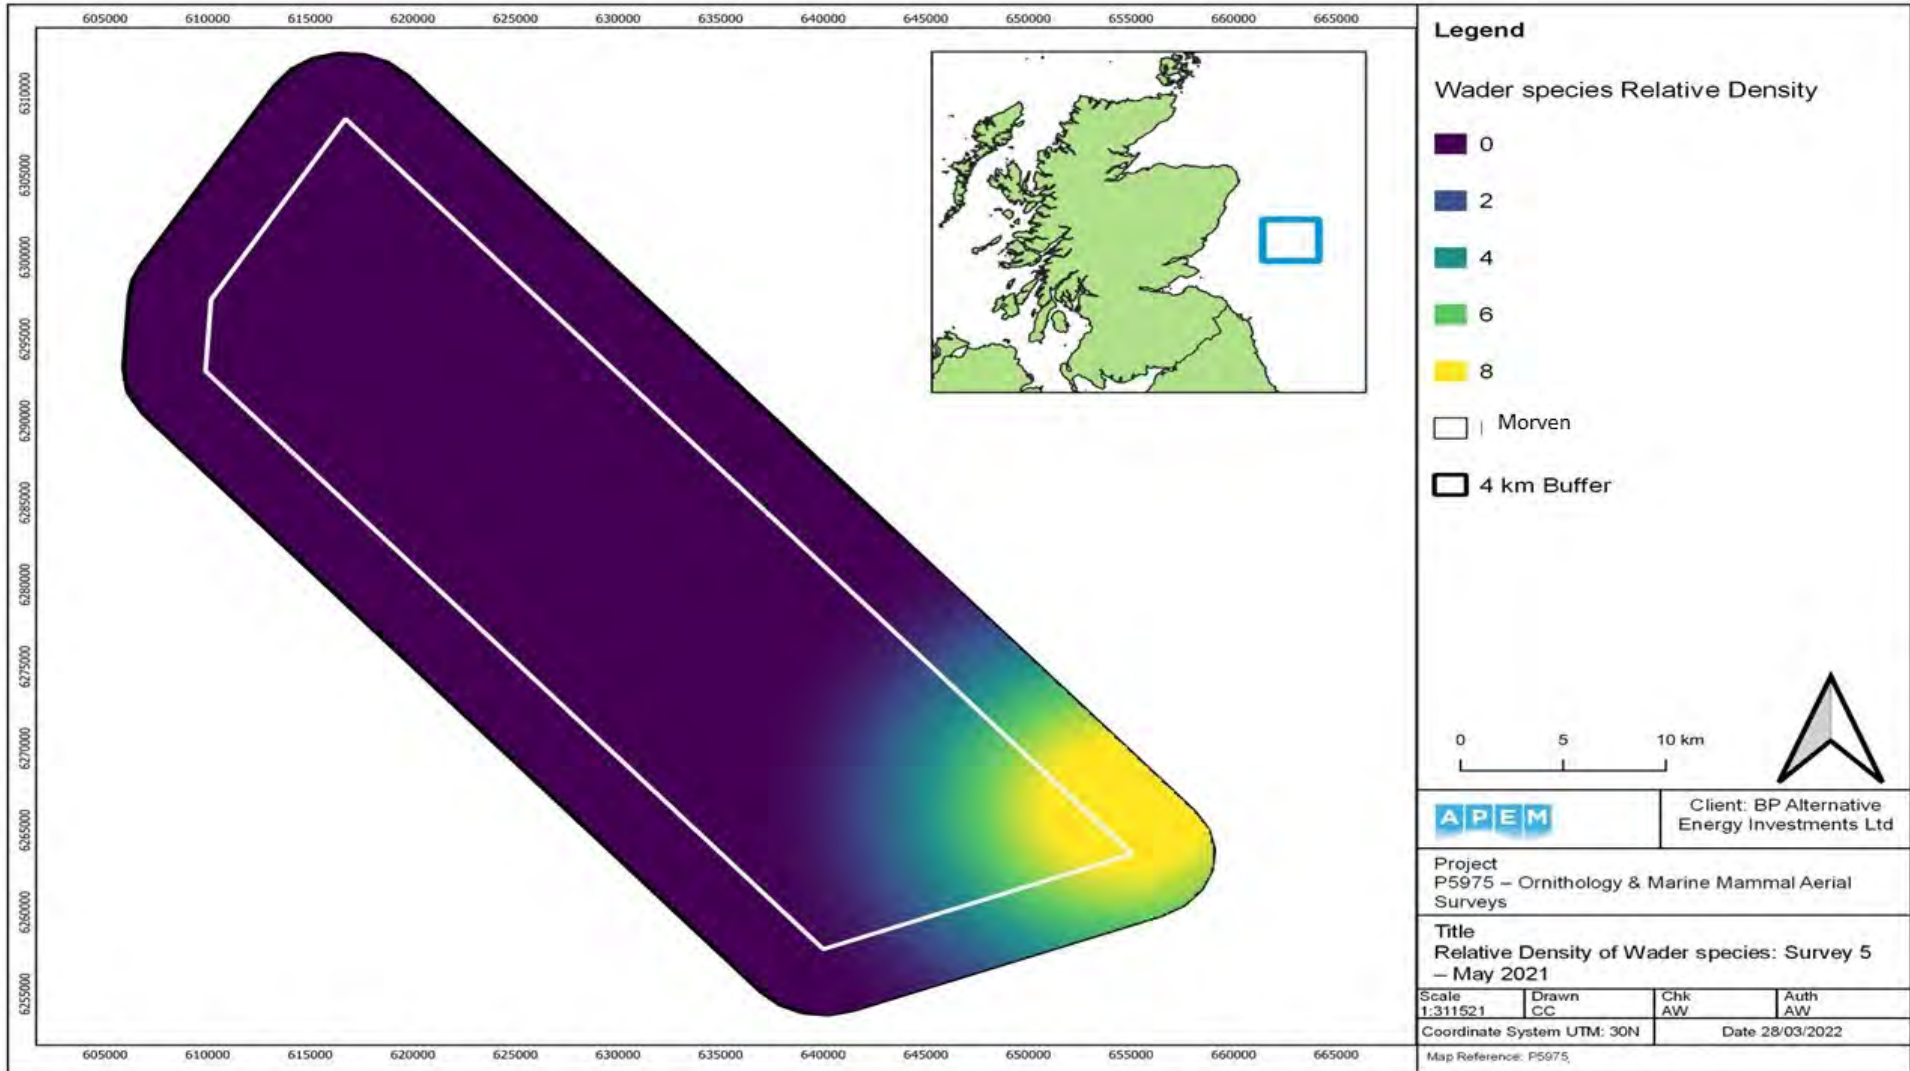 605000 610000 615000 620000 625000 630000 635000 640000 645000 650000 655000 660000 665000
6310000
6305000
6300000
6295000
6290000
6285000
6280000
6275000
6270000
6265000
6260000
6255000
605000 610000 615000 620000 625000 630000 635000 640000 645000 650000 655000 660000 665000
Legend
Wader species Relative Density
0
2
4
6
8
Morven
4 km Buffer
0 5 10 km
APEM
Client: BP Alternative
Energy Investments Ltd
Project
P5975 – Ornithology & Marine Mammal Aerial
Surveys
Title
Relative Density of Wader species: Survey 5
– May 2021
Scale Drawn Chk Auth
1:311521 CC AW AW
Coordinate System UTM: 30N Date 28/03/2022
Map Reference: P5975,